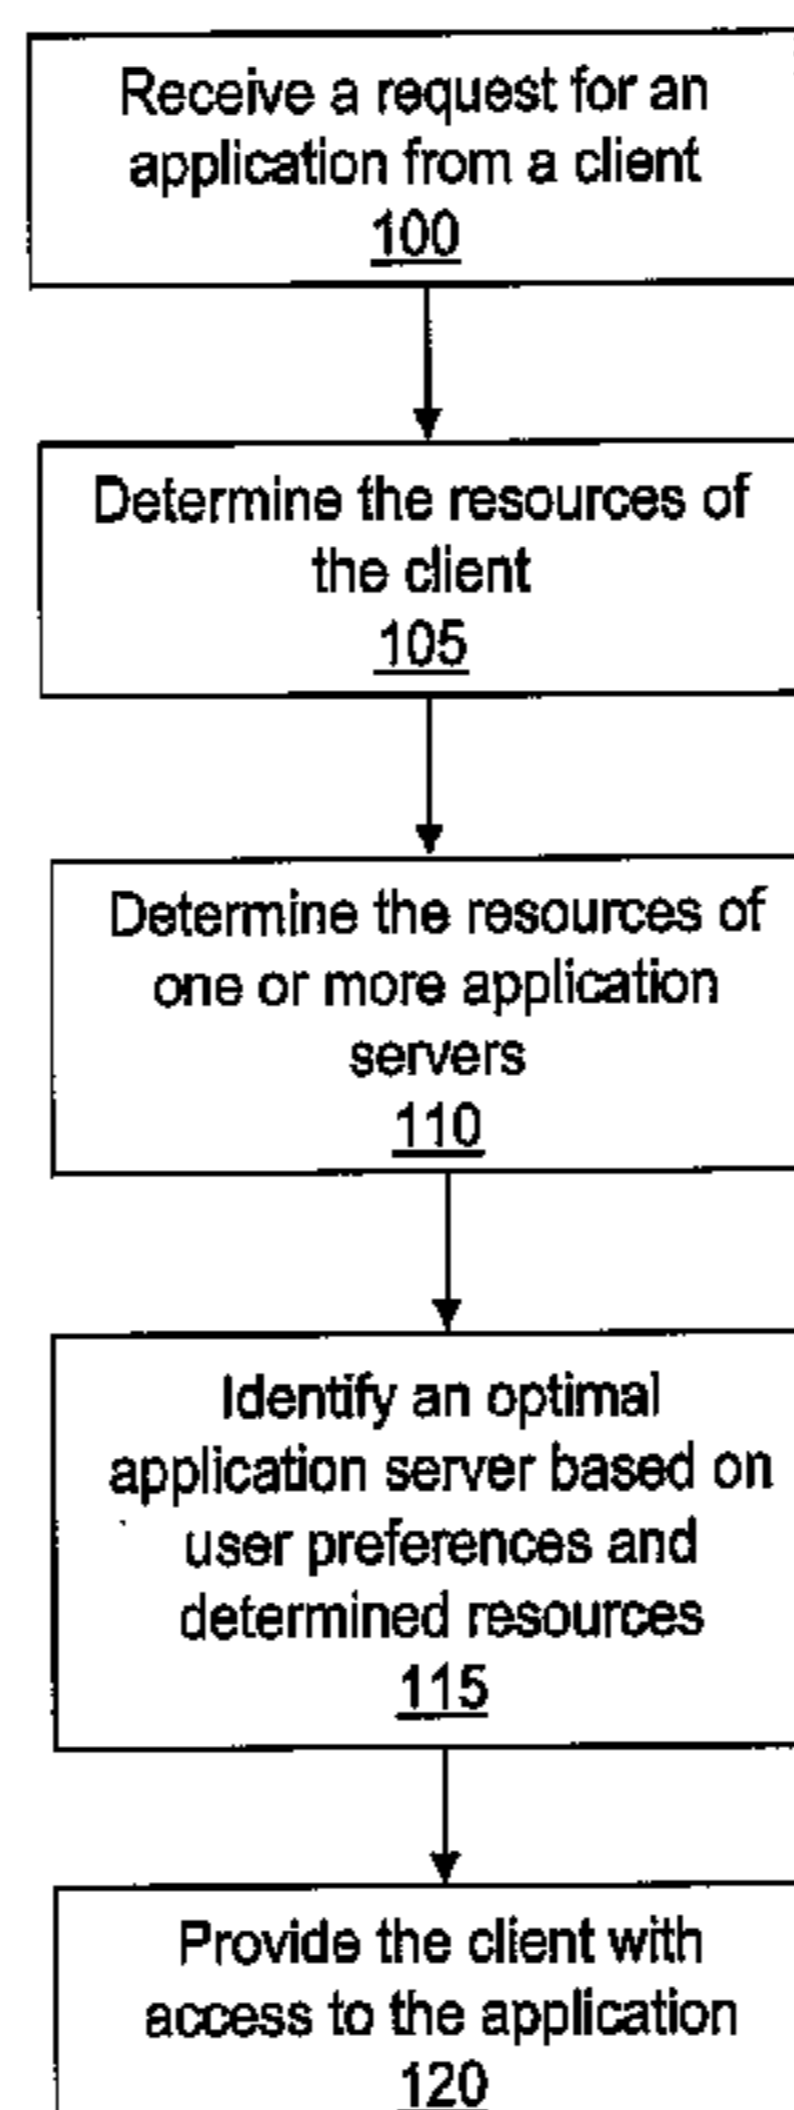 Receive a request for an
application from a client
100
Determine the resources of
the client
105
Determine the resources of
one or more application
servers
110
Identify an optimal
application server based on
user preferences and
determined resources
115
Provide the client with
access to the application
120